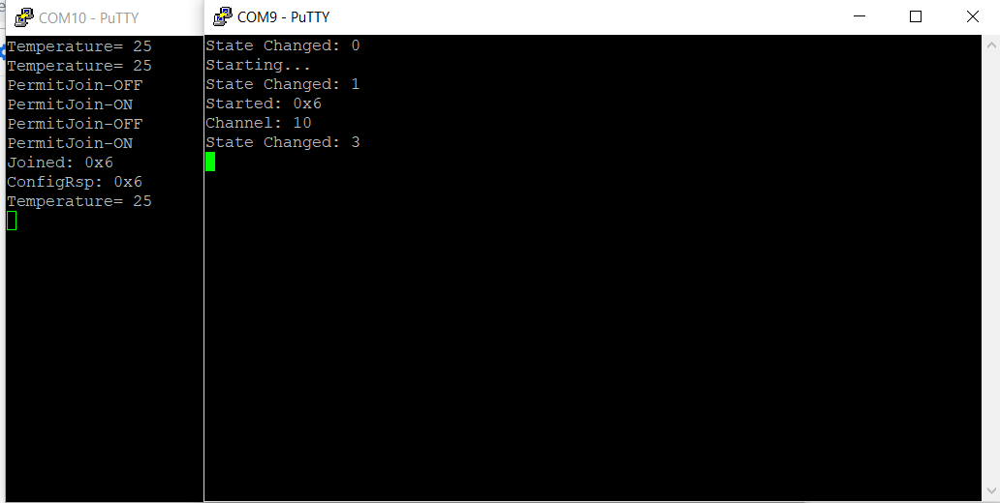 COM10 - PuTTY
Temperature= 25
Temperature= 25
PermitJoin-OFF
PermitJoin-ON
PermitJoin-OFF
PermitJoin-ON
Joined: 0x6
ConfigRsp: 0x6
Temperature= 25
COM9 - PuTTY
State Changed: 0
Starting...
State Changed: 1
Started: 0x6
Channel: 10
State Changed: 3